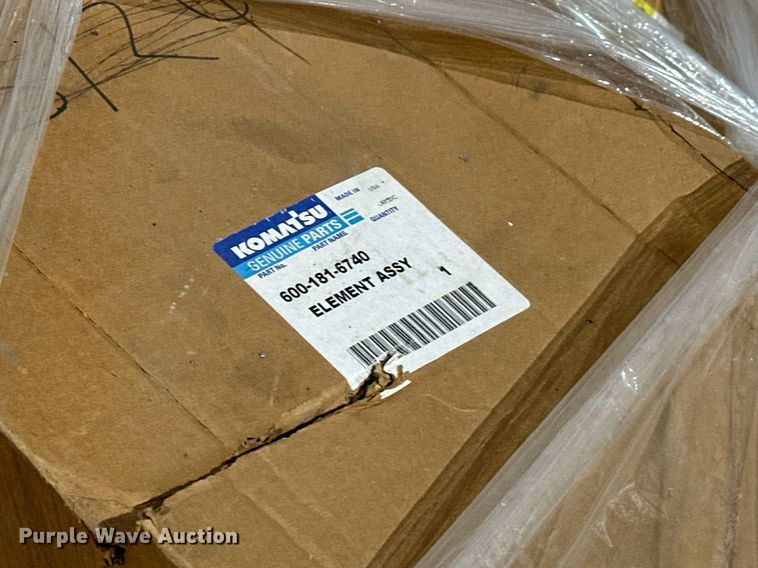 KOMATSU
GENUINE PARTS
MADE IN USA
PART NO.
PART NAME
QUANTITY
600-181-6740
ELEMENT ASSY
1
Purple Wave Auction